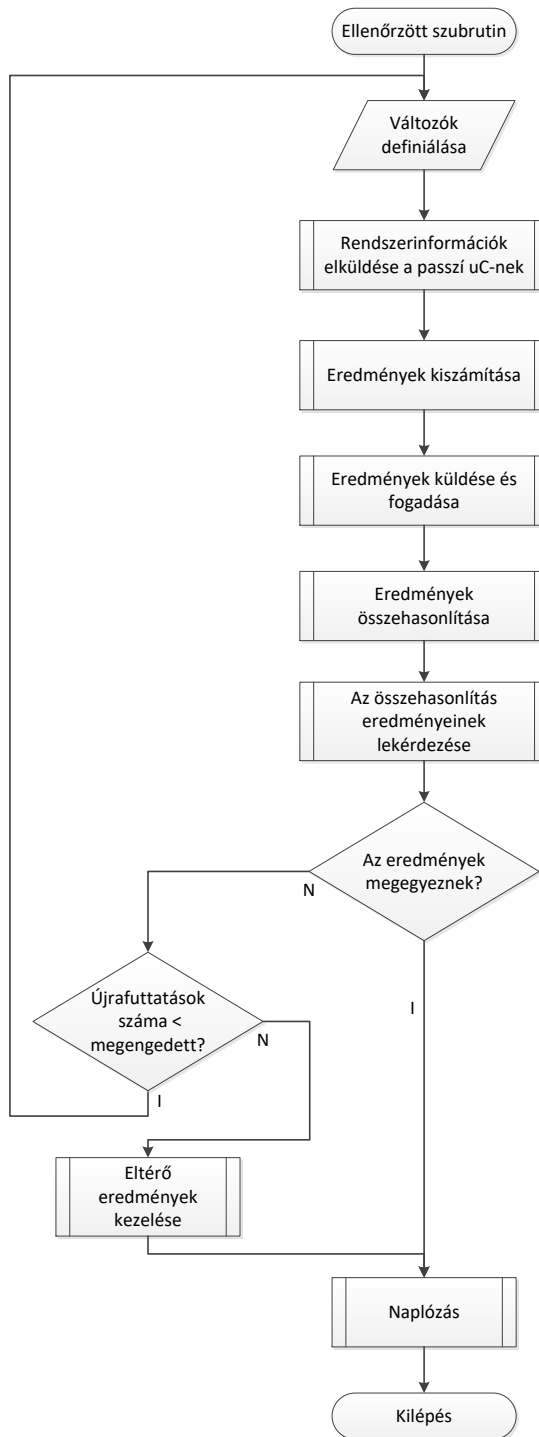 Ellenőrzött szubrutin
Változók
definiálása
Rendszerinformációk
elküldése a passzí uC-nek
Eredmények kiszámítása
Eredmények küldése és
fogadása
Eredmények
összehasonlítása
Az összehasonlítás
eredményeinek
lekérdezése
Az eredmények
megegyeznek?
N
I
Újrafuttatások
száma <
megengedett?
N
I
Eltérő
eredmények
kezelése
Naplózás
Kilépés